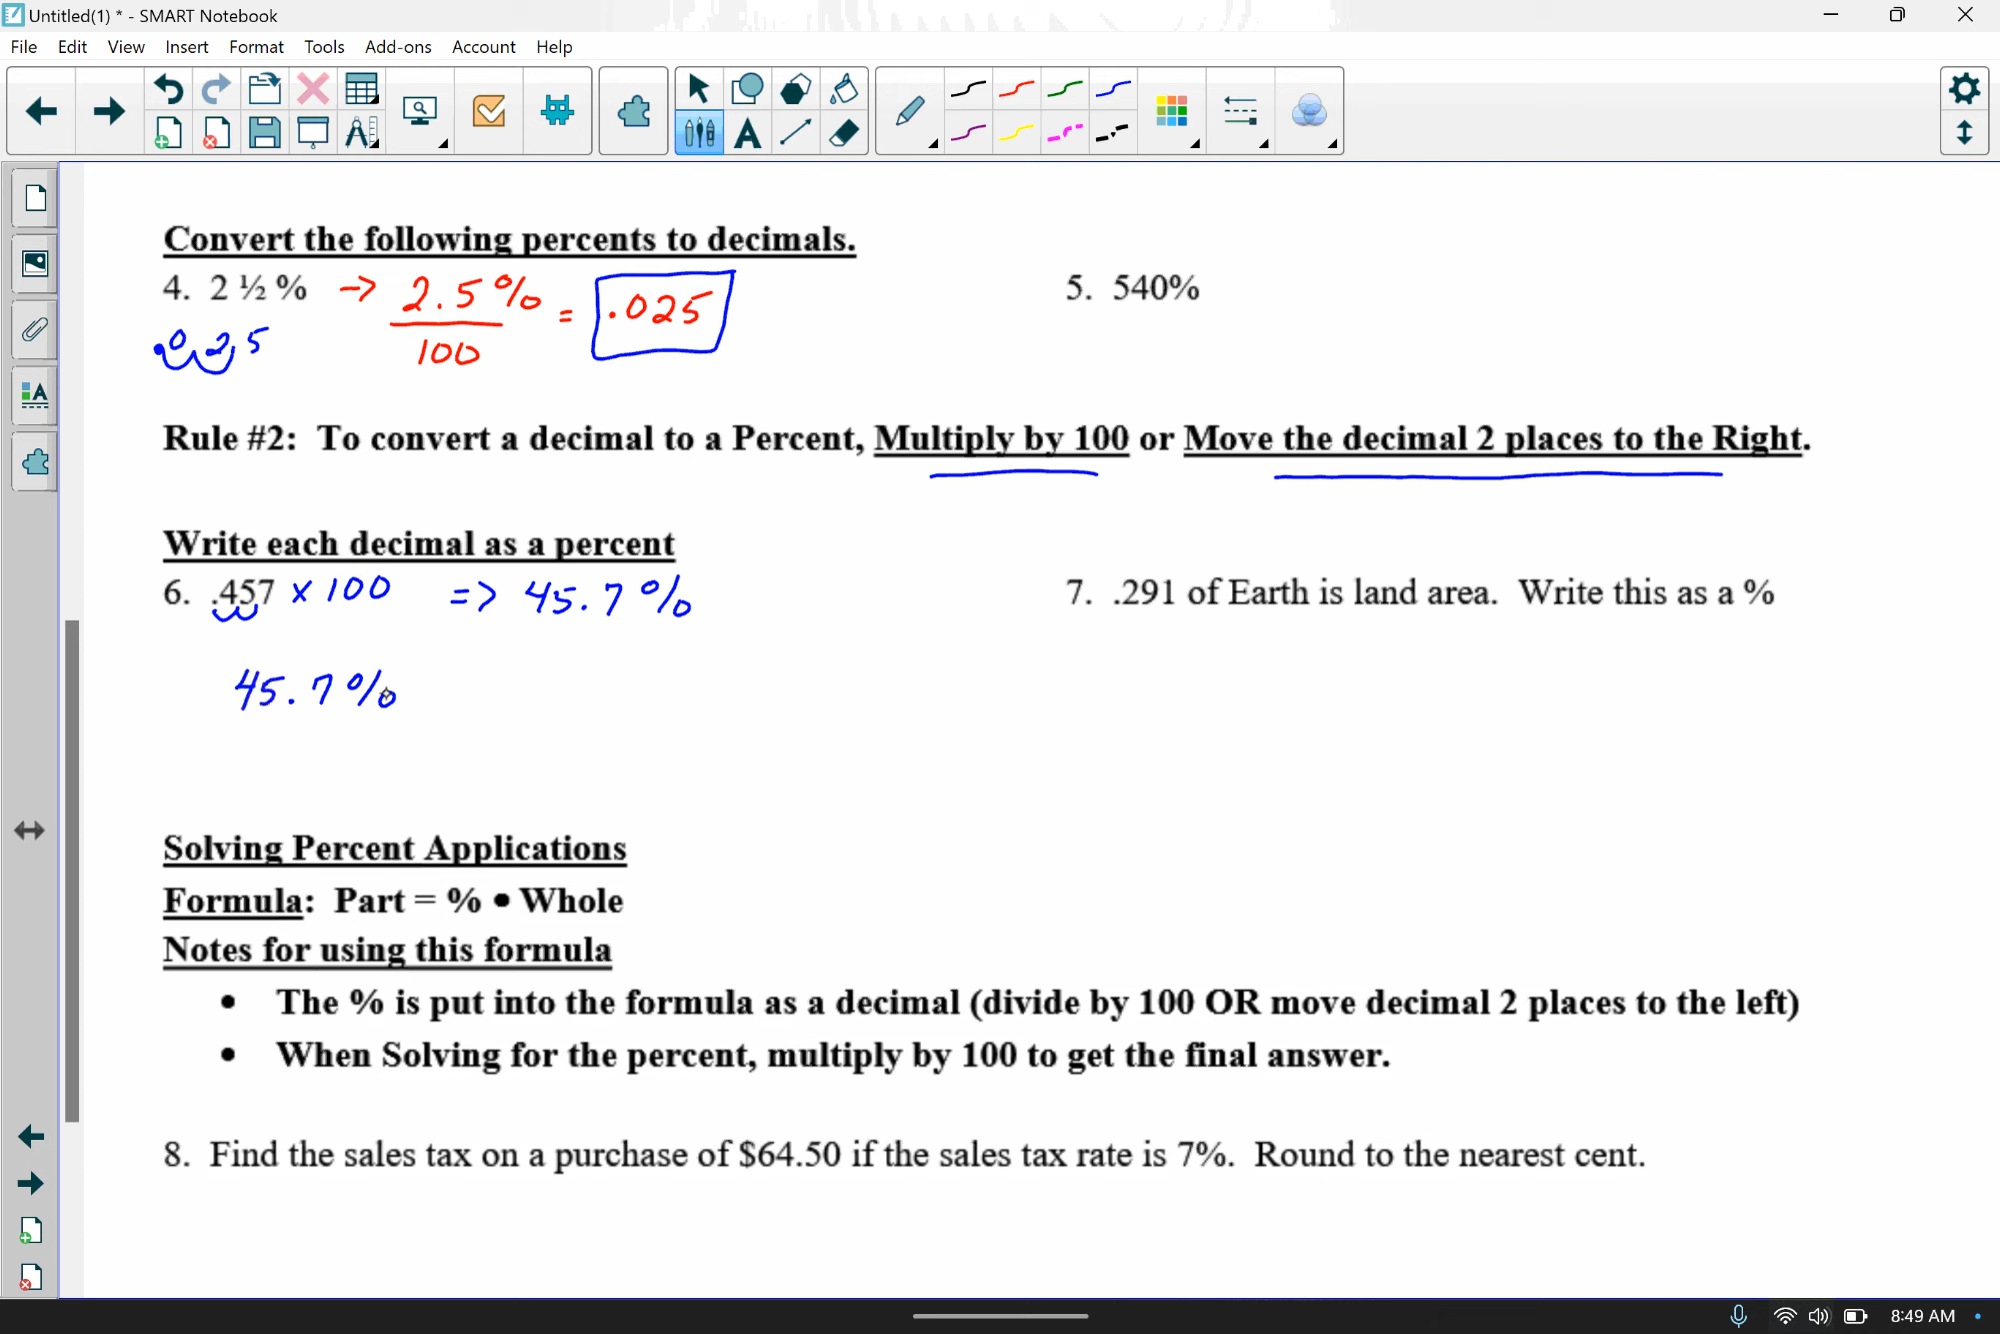 Untitled(1) * - SMART Notebook
File Edit View Insert Format Tools Add-ons Account Help
Convert the following percents to decimals.
4. 2 ½ % → 2.5% / 100 = .025
.025
5. 540%
Rule #2: To convert a decimal to a Percent, Multiply by 100 or Move the decimal 2 places to the Right.
Write each decimal as a percent
6. .457 x 100 => 45.7%
45.7%
7. .291 of Earth is land area. Write this as a %
Solving Percent Applications
Formula: Part = % • Whole
Notes for using this formula
• The % is put into the formula as a decimal (divide by 100 OR move decimal 2 places to the left)
• When Solving for the percent, multiply by 100 to get the final answer.
8. Find the sales tax on a purchase of $64.50 if the sales tax rate is 7%. Round to the nearest cent.
8:49 AM